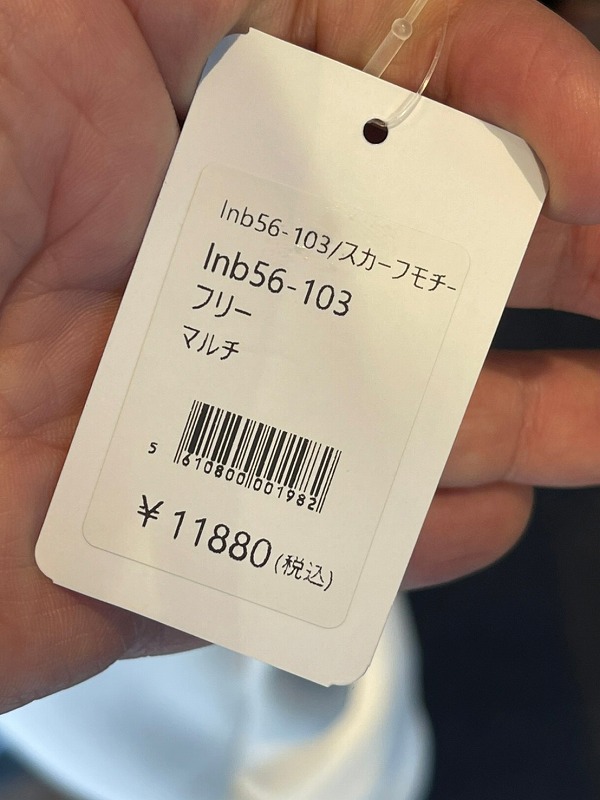 lnb56-103/スカーフモチー
lnb56-103
フリー
マルチ
5 610800 001982
¥11880(税込)